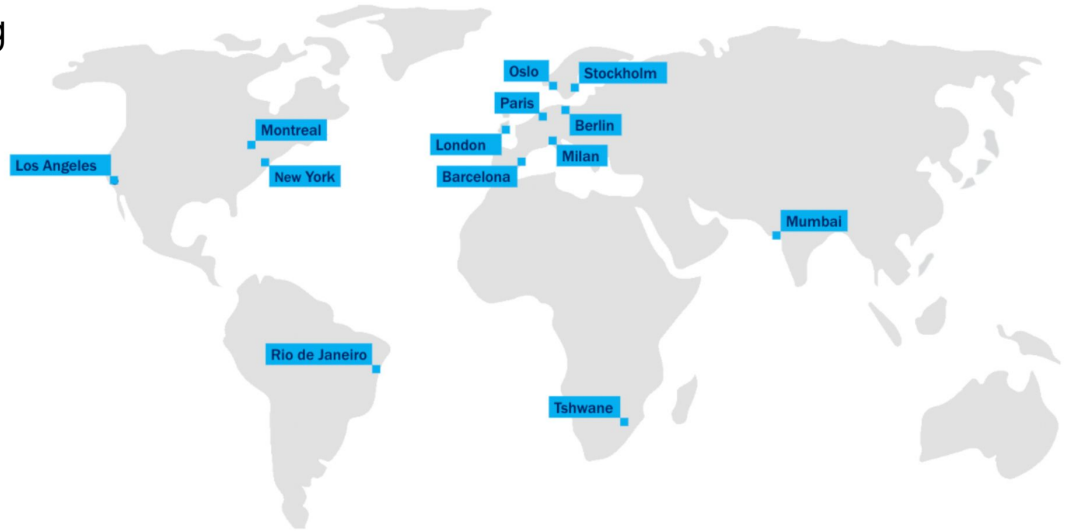 g
Oslo
Stockholm
Paris
Berlin
Montreal
London
Milan
Los Angeles
New York
Barcelona
Mumbai
Rio de Janeiro
Tshwane